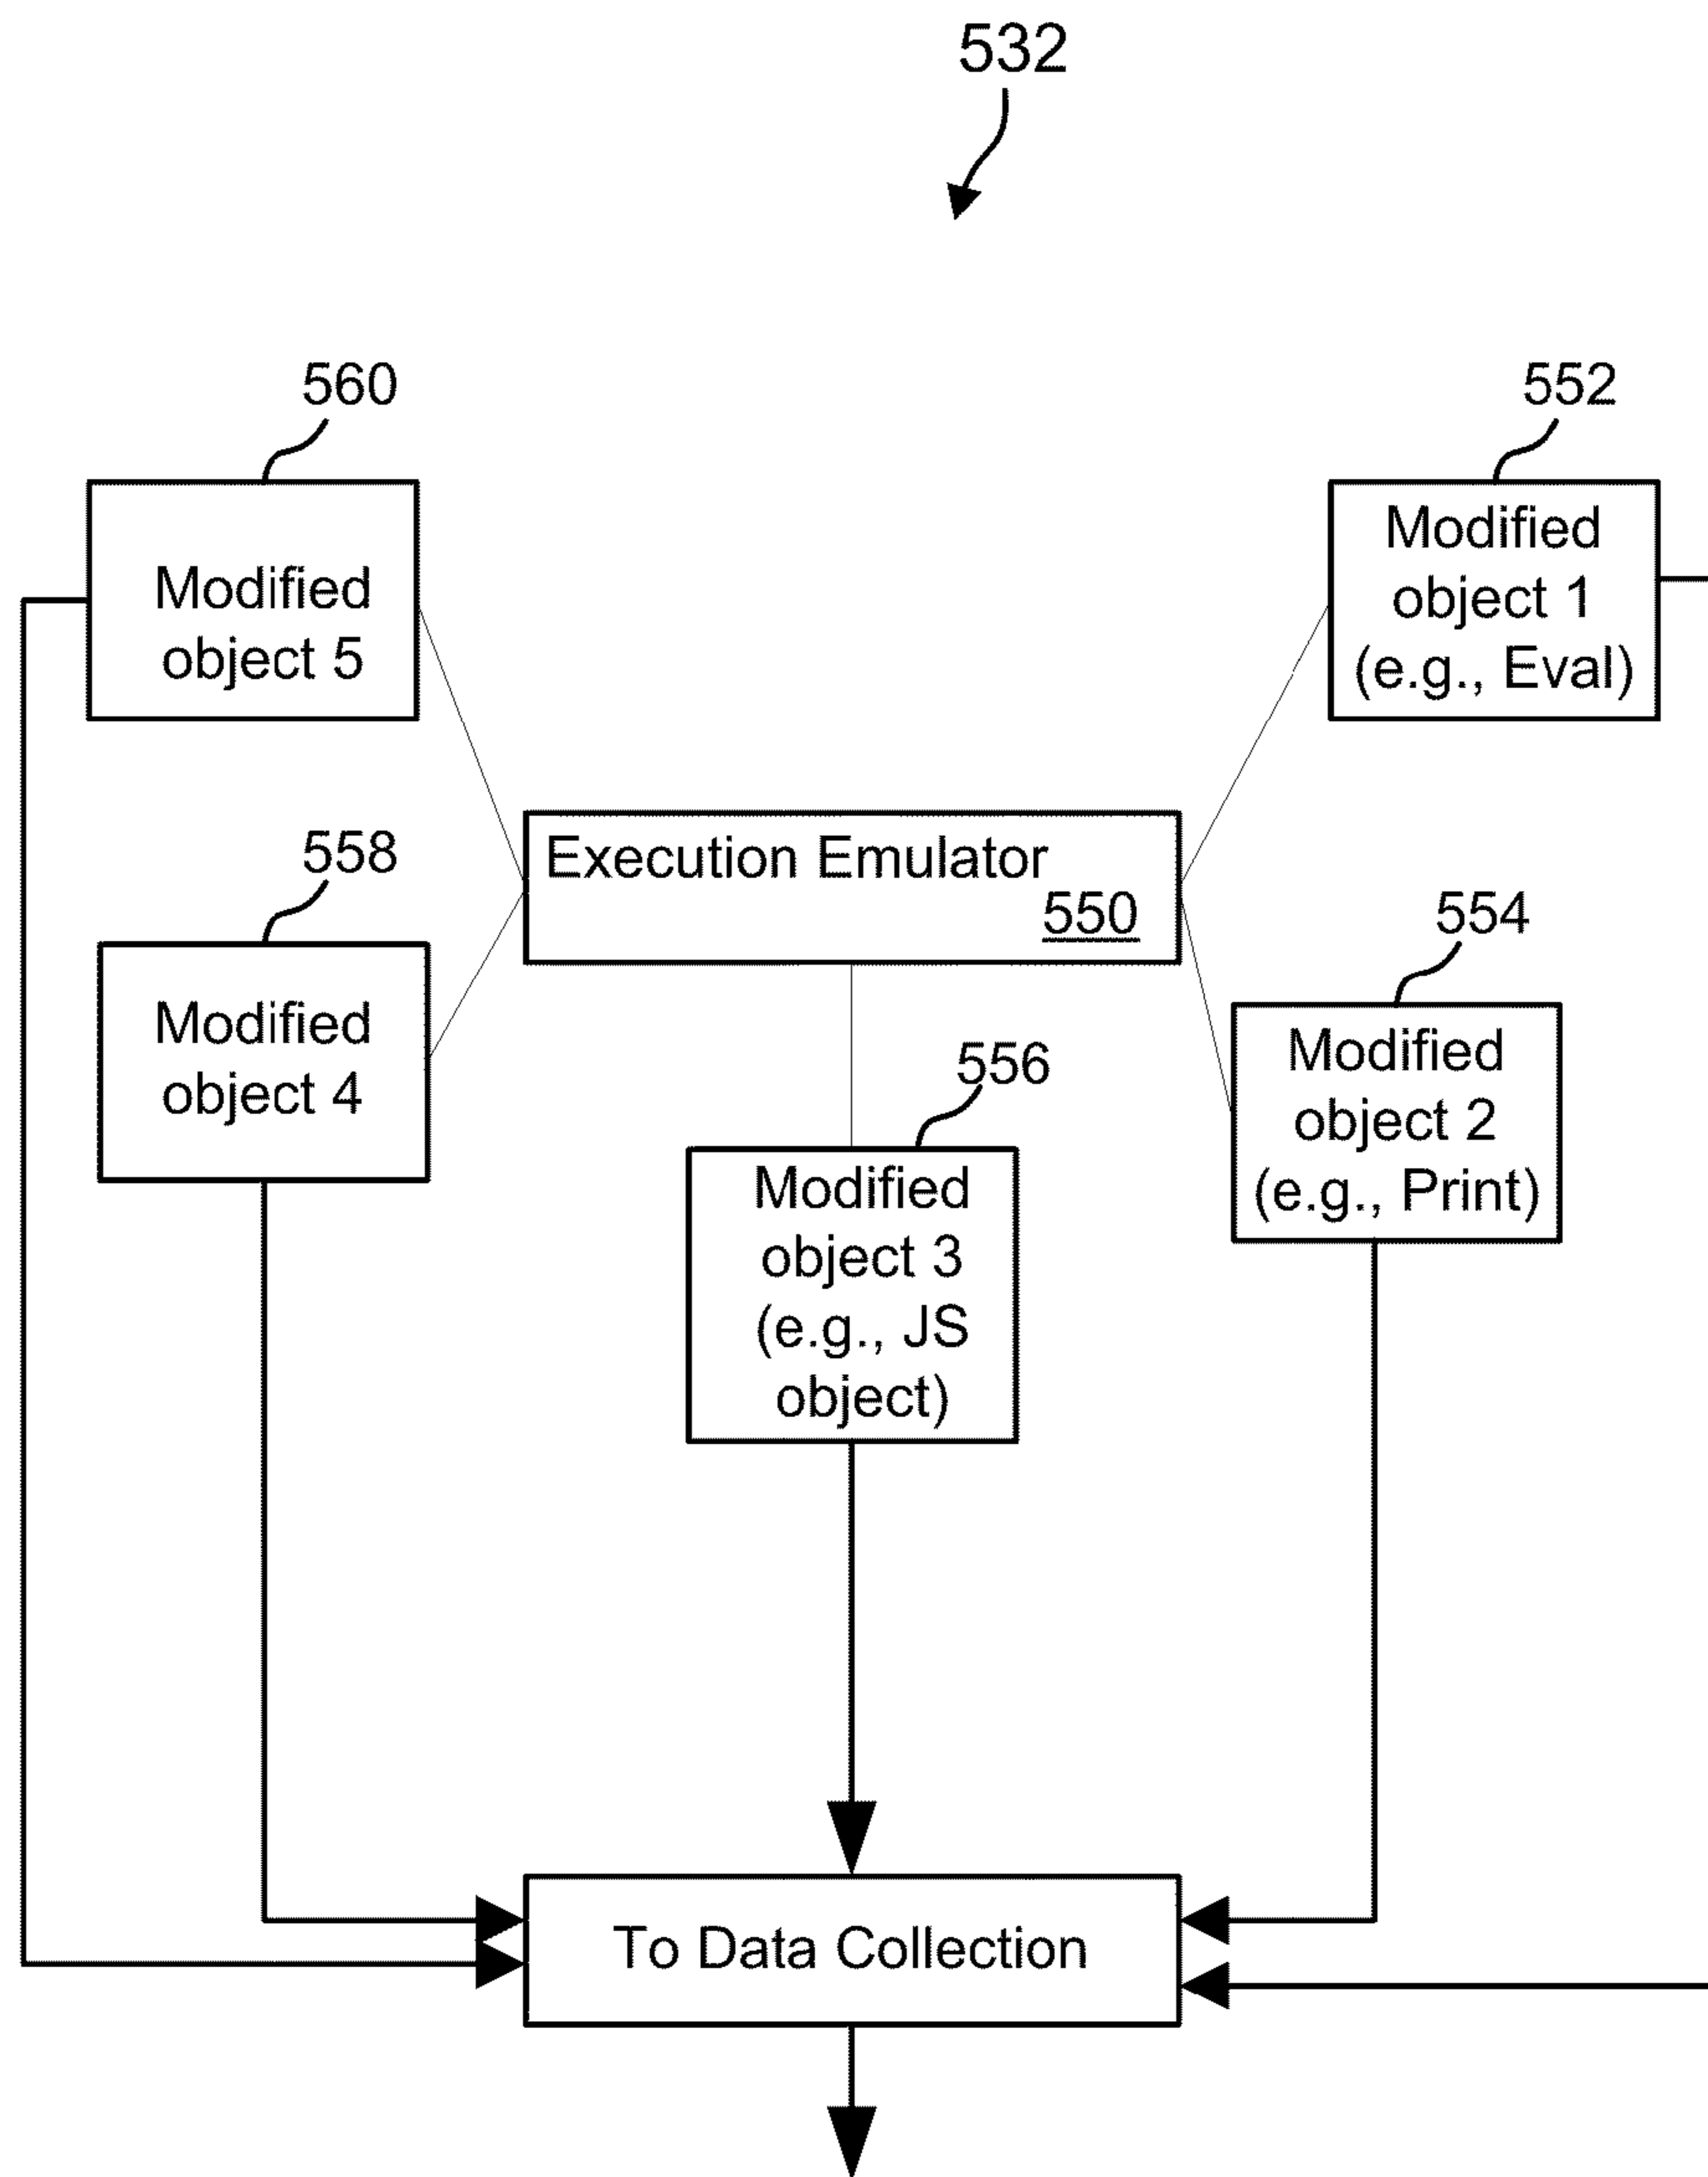 532
560
552
Modified
object 5
Modified
object 1
(e.g., Eval)
Execution Emulator
550
558
554
Modified
object 4
Modified
object 2
(e.g., Print)
556
Modified
object 3
(e.g., JS
object)
To Data Collection